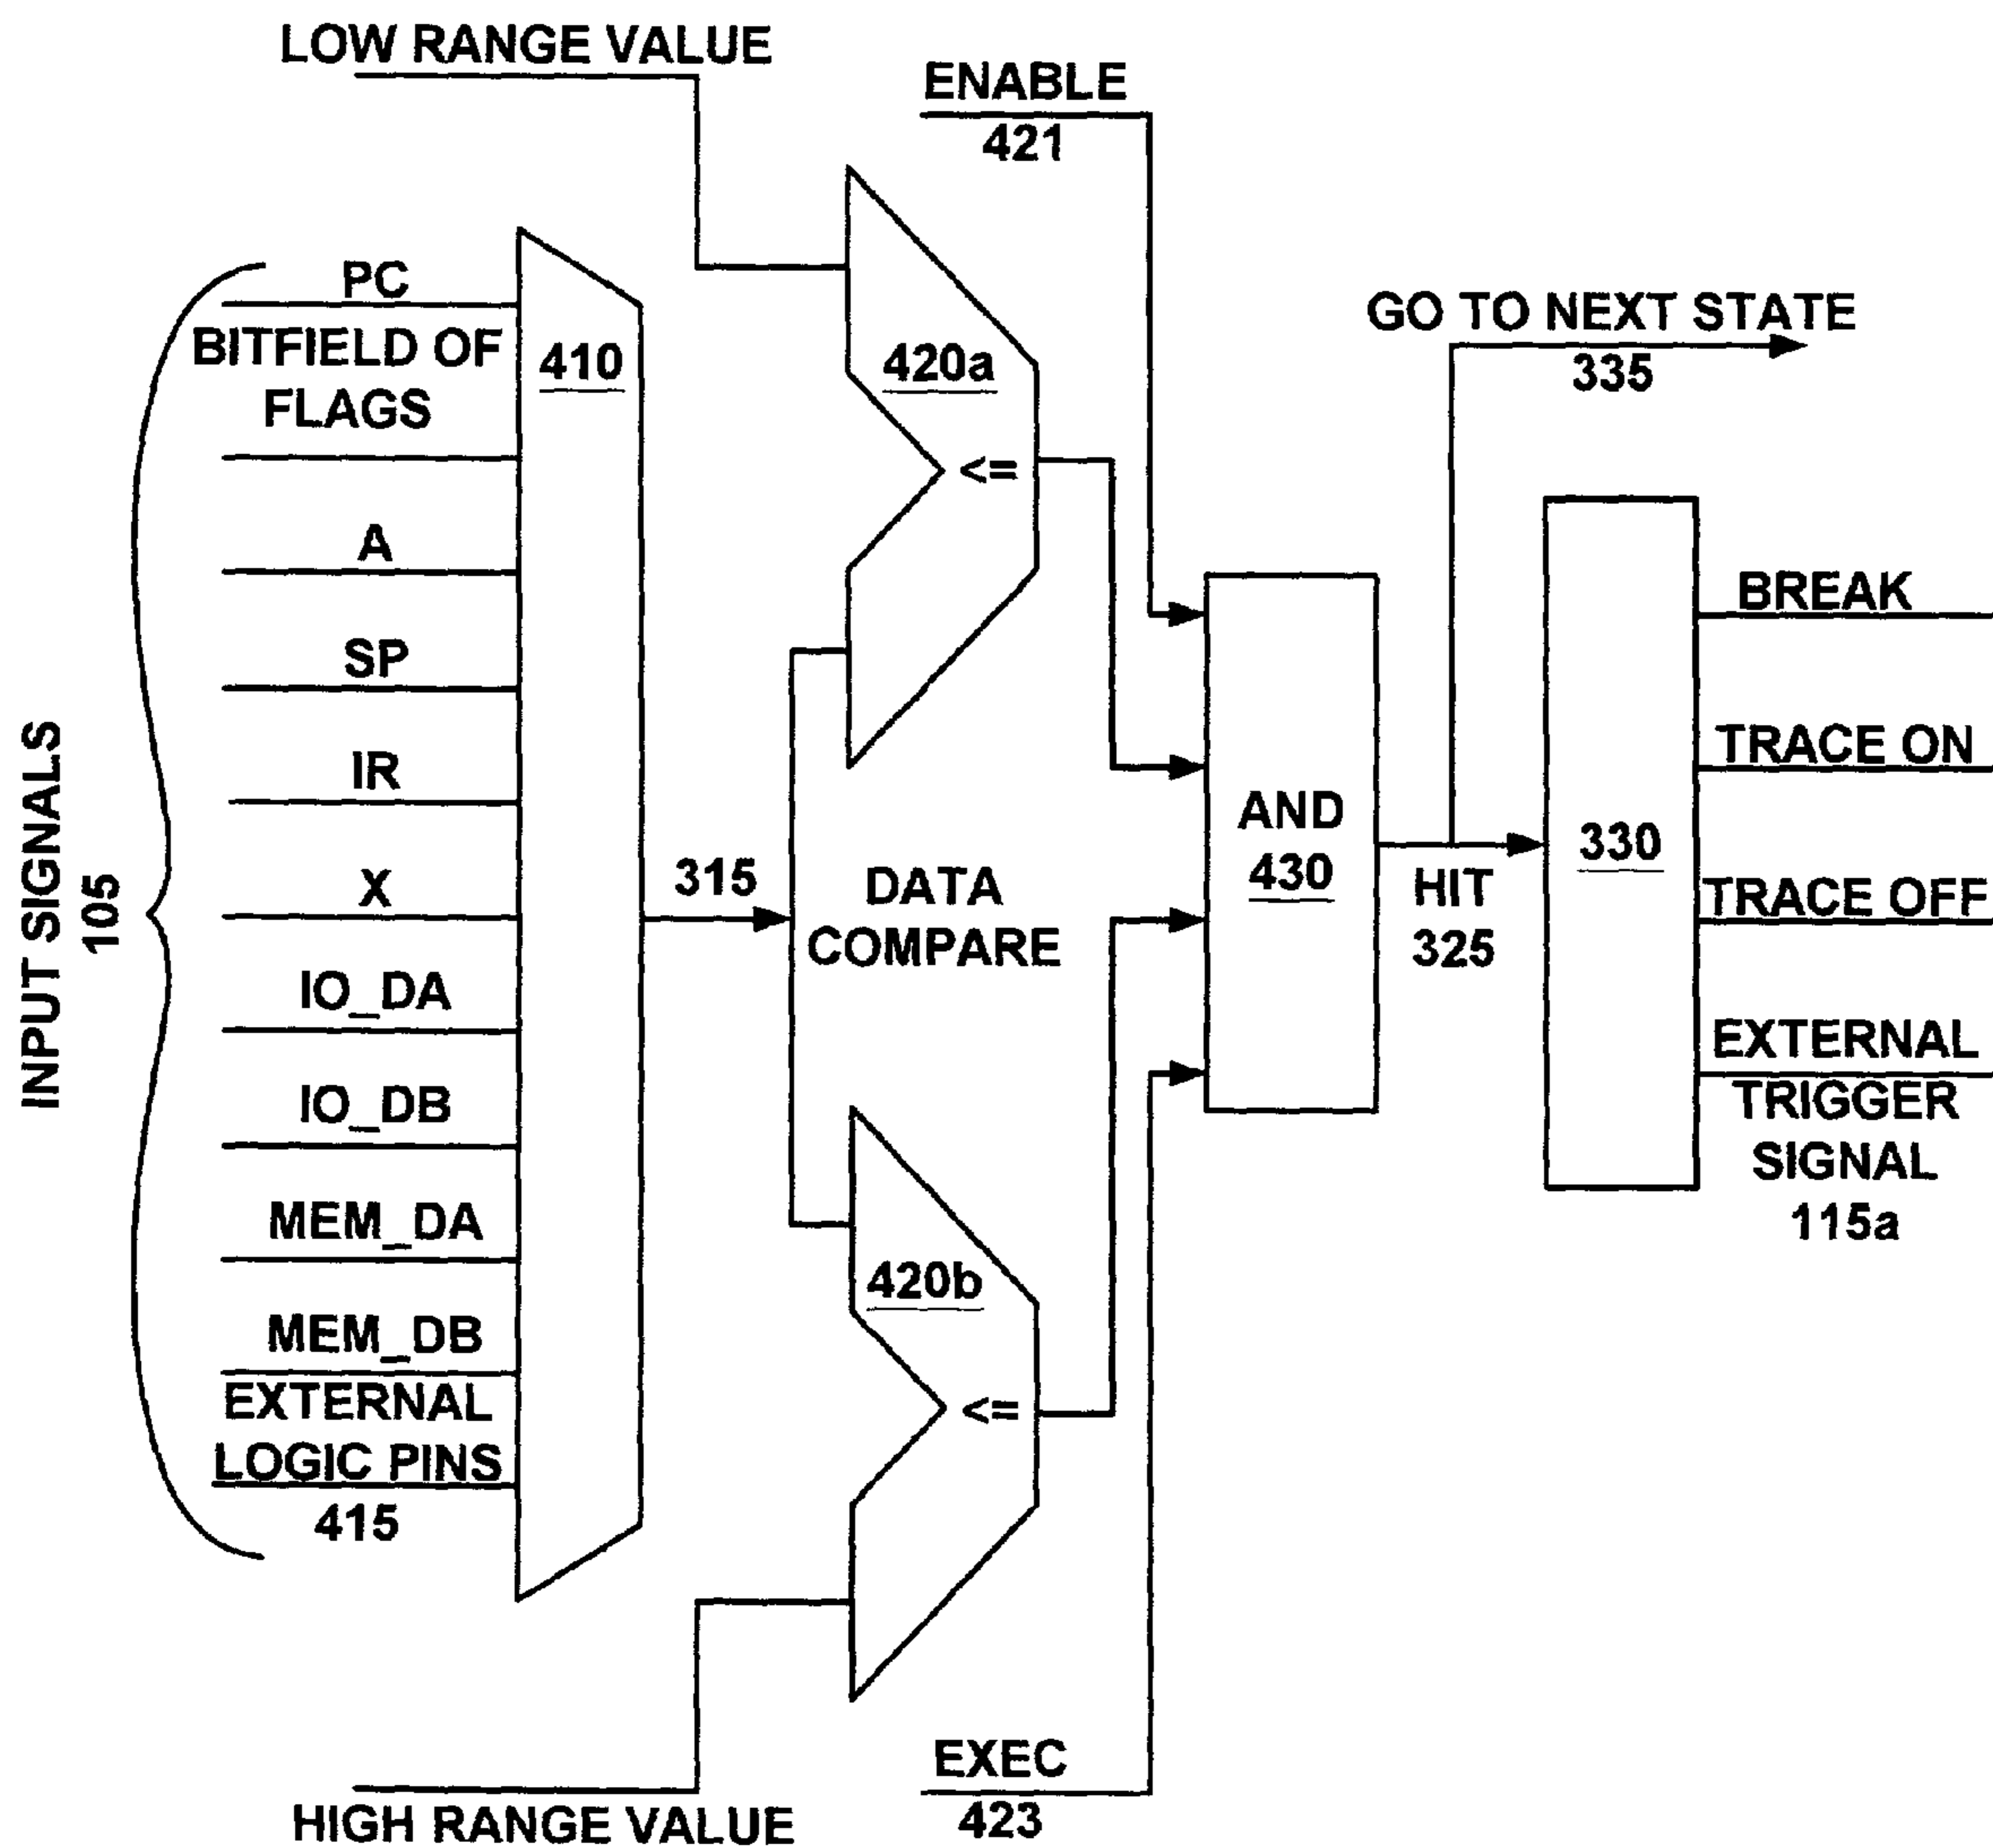 LOW RANGE VALUE
ENABLE
421
INPUT SIGNALS
105
PC
BITFIELD OF
FLAGS
A
SP
IR
X
IO_DA
IO_DB
MEM_DA
MEM_DB
EXTERNAL
LOGIC PINS
415
410
315
420a
<=
DATA
COMPARE
420b
<=
HIGH RANGE VALUE
EXEC
423
AND
430
GO TO NEXT STATE
335
HIT
325
330
BREAK
TRACE ON
TRACE OFF
EXTERNAL
TRIGGER
SIGNAL
115a